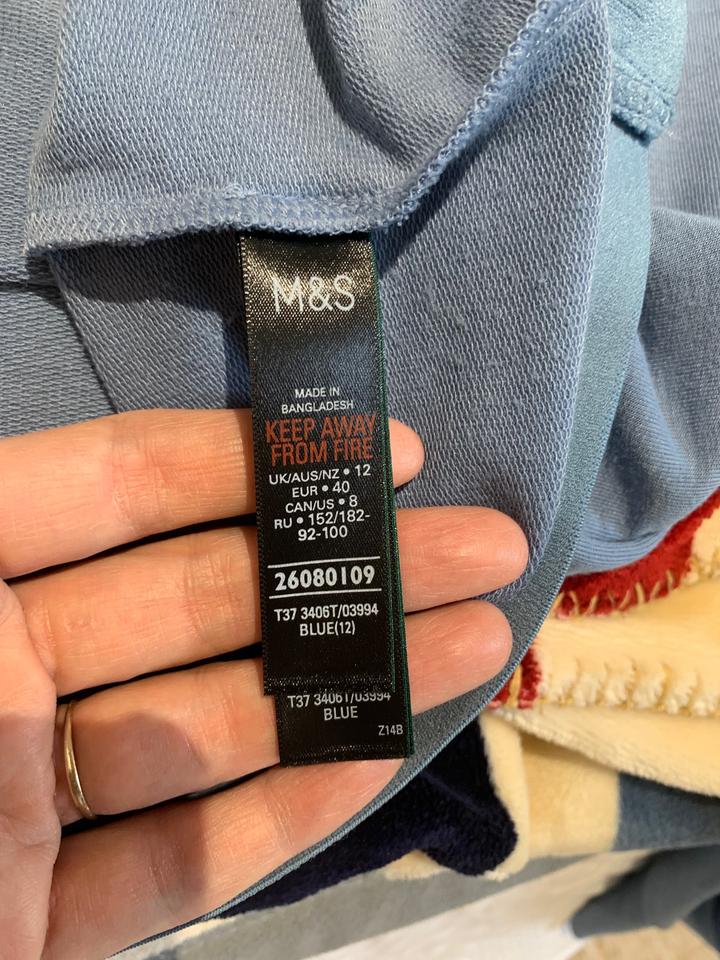 M&S
MADE IN
BANGLADESH
KEEP AWAY
FROM FIRE
UK/AUS/NZ • 12
EUR • 40
CAN/US • 8
RU • 152/182-
92-100
26080109
T37 3406T/03994
BLUE(12)
T37 3406T/03994
BLUE
Z14B